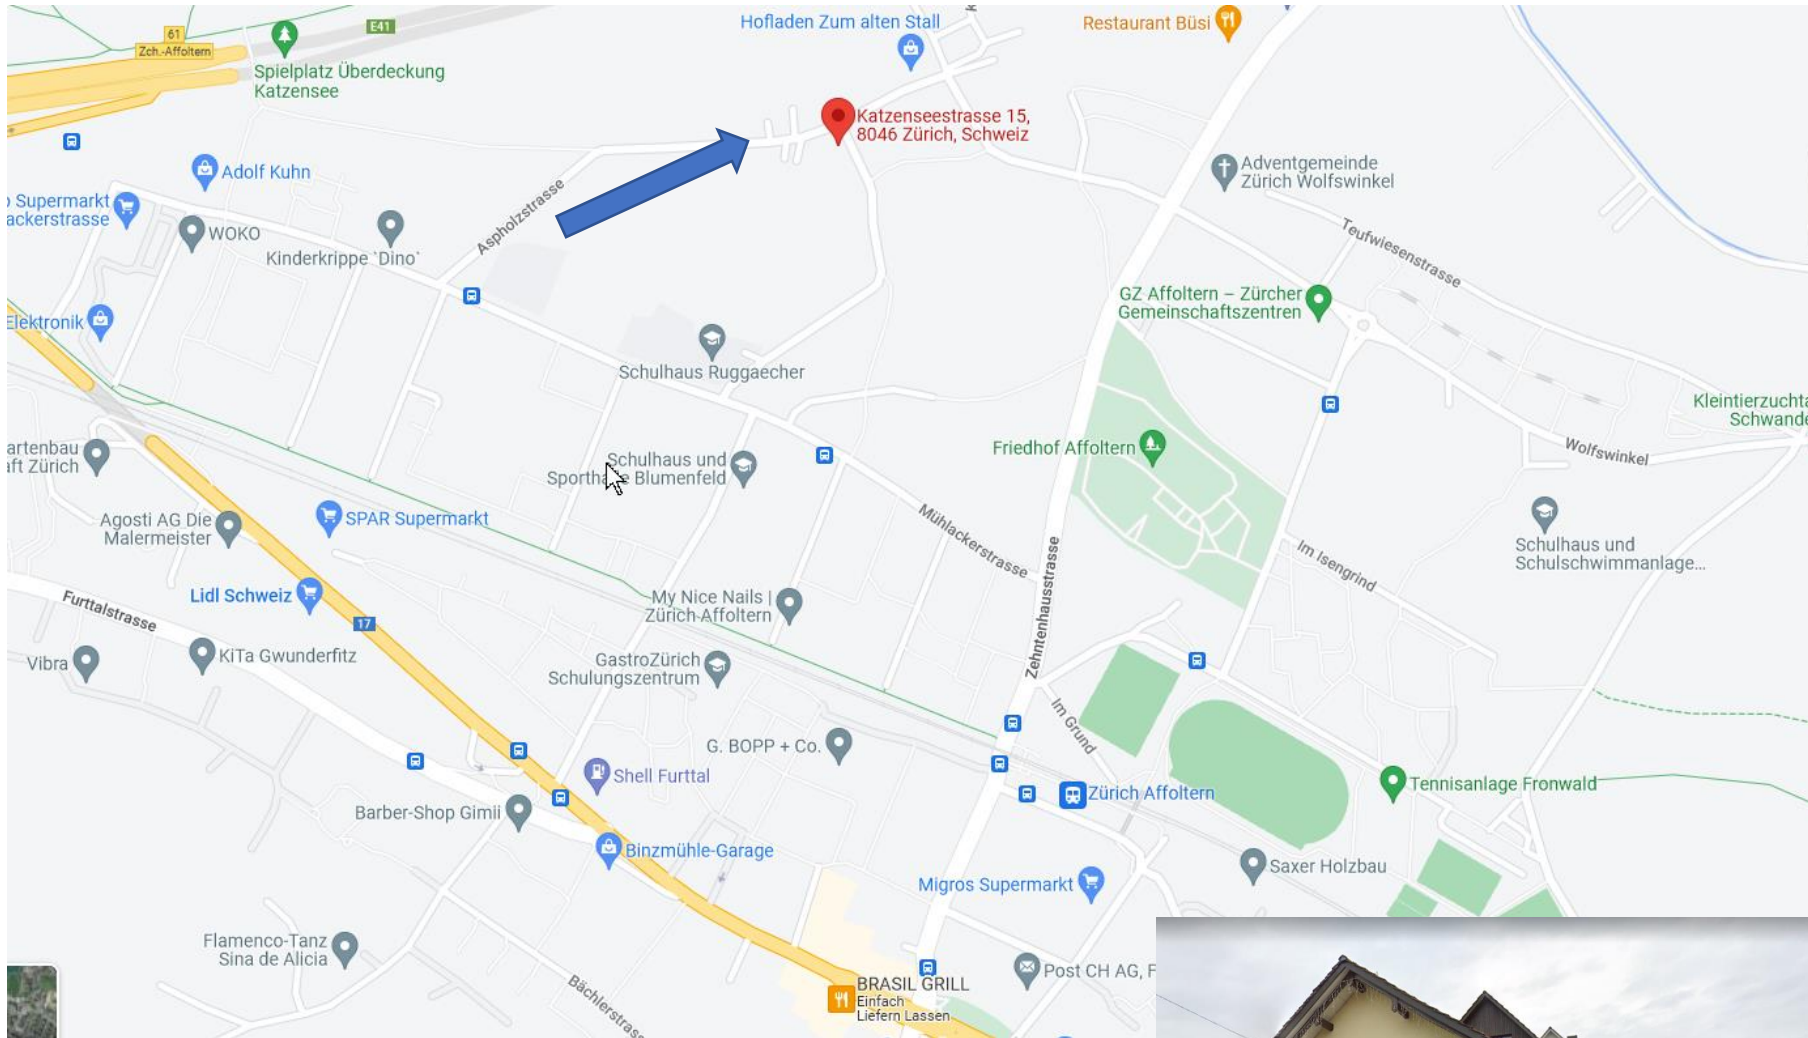 61
Zch.-Affoltern
E41
Spielplatz Überdeckung
Katzensee
Hofladen Zum alten Stall
Restaurant Büsi
Katzenseestrasse 15,
8046 Zürich, Schweiz
Adolf Kuhn
Supermarkt
ackerstrasse
WOKO
Kinderkrippe `Dino`
Aspholzstrasse
Adventgemeinde
Zürich Wolfswinkel
Teufwiesenstrasse
GZ Affoltern – Zürcher
Gemeinschaftszentren
Elektronik
Schulhaus Ruggaecher
Kleintierzuchta
Schwande
Friedhof Affoltern
Wolfswinkel
artenbau
aft Zürich
Schulhaus und
Blumenfeld
Agosti AG Die
Malermeister
SPAR Supermarkt
Mühlackerstrasse
Zehntenhausstrasse
Im Isengrind
Schulhaus und
Schulschwimmanlage...
Lidl Schweiz
17
Furttalstrasse
My Nice Nails |
Zürich-Affoltern
Vibra
KiTa Gwunderfitz
GastroZürich
Schulungszentrum
Im Grund
G. BOPP + Co.
Shell Furttal
Zürich Affoltern
Tennisanlage Fronwald
Barber-Shop Gimii
Binzmühle-Garage
Saxer Holzbau
Migros Supermarkt
Flamenco-Tanz
Sina de Alicia
Post CH AG, F
Bächlerstrass
BRASIL GRILL
Einfach
Liefern Lassen